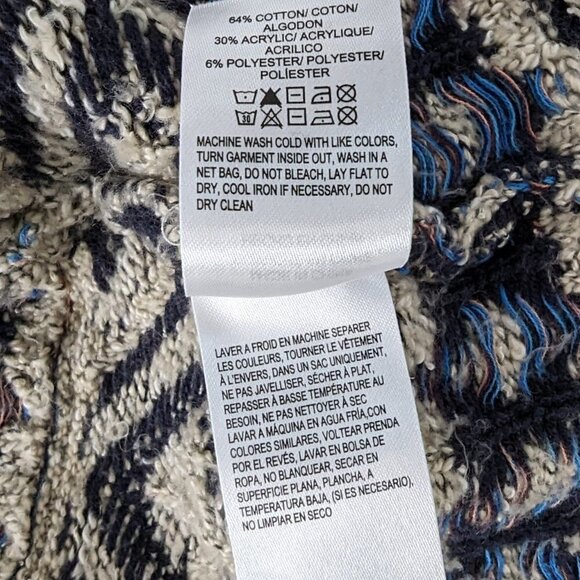 64% COTTON/ COTON/
ALGODON
30% ACRYLIC/ ACRYLIQUE/
ACRILICO
6% POLYESTER/ POLYESTER/
POLÍESTER
30
MACHINE WASH COLD WITH LIKE COLORS,
TURN GARMENT INSIDE OUT, WASH IN A
NET BAG, DO NOT BLEACH, LAY FLAT TO
DRY, COOL IRON IF NECESSARY, DO NOT
DRY CLEAN
LAVER A FROID EN MACHINE SEPARER
LES COULEURS, TOURNER LE VÊTEMENT
À L'ENVERS, DANS UN SAC UNIQUEMENT,
NE PAS JAVELLISER, SÉCHER À PLAT,
REPASSER À BASSE TEMPÉRATURE AU
BESOIN, NE PAS NETTOYER À SEC
LAVAR A MÁQUINA EN AGUA FRÍA,CON
COLORES SIMILARES, VOLTEAR PRENDA
POR EL REVÉS, LAVAR EN BOLSA DE
ROPA, NO BLANQUEAR, SECAR EN
SUPERFICIE PLANA, PLANCHA, A
TEMPERATURA BAJA, (SI ES NECESARIO),
NO LIMPIAR EN SECO